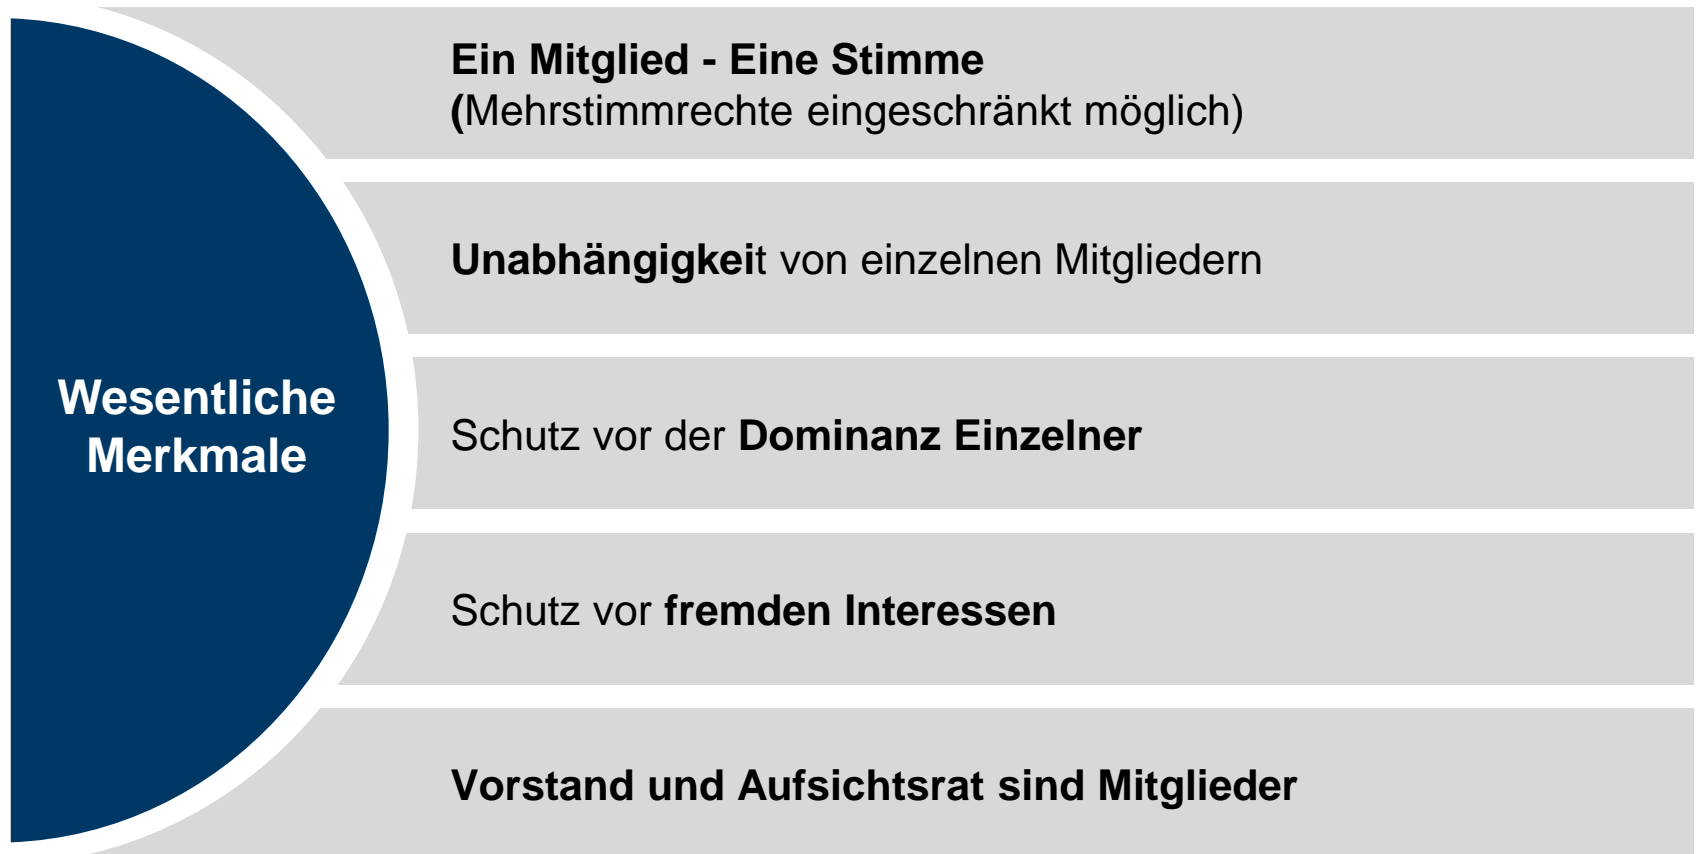 Wesentliche
Merkmale
Ein Mitglied - Eine Stimme
(Mehrstimmrechte eingeschränkt möglich)
Unabhängigkeit von einzelnen Mitgliedern
Schutz vor der Dominanz Einzelner
Schutz vor fremden Interessen
Vorstand und Aufsichtsrat sind Mitglieder